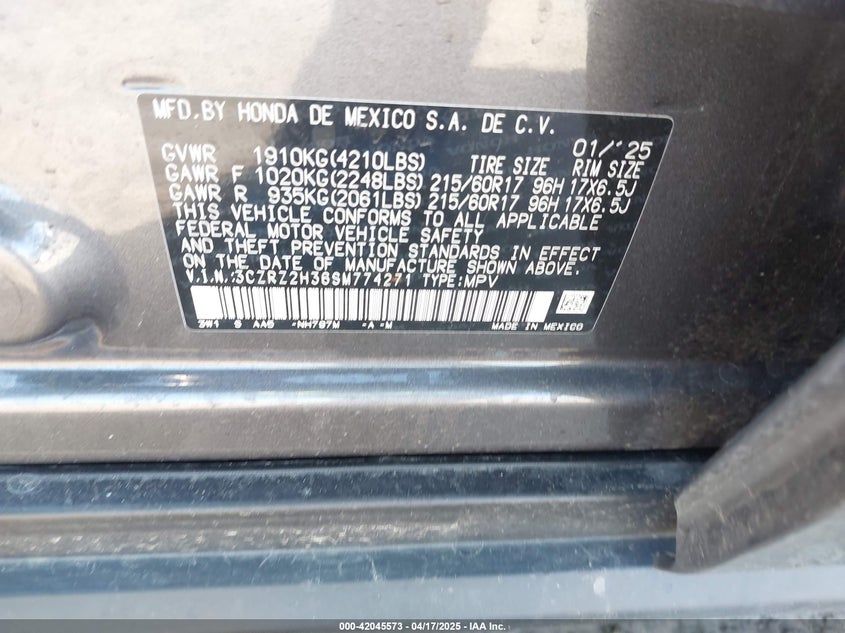 MFD. BY HONDA DE MEXICO S.A. DE C.V.
01/'25
GVWR 1910KG(4210LBS) TIRE SIZE RIM SIZE
GAWR F 1020KG(2248LBS) 215/60R17 96H 17X6.5J
GAWR R 935KG(2061LBS) 215/60R17 96H 17X6.5J
THIS VEHICLE CONFORMS TO ALL APPLICABLE
FEDERAL MOTOR VEHICLE SAFETY
AND THEFT PREVENTION STANDARDS IN EFFECT
ON THE DATE OF MANUFACTURE SHOWN ABOVE.
V.I.N.:3CZRZ2H36SM774271 TYPE:MPV
3W1 S AA6 *NH797M *A *M MADE IN MEXICO
000-42045573 - 04/17/2025 - IAA Inc.